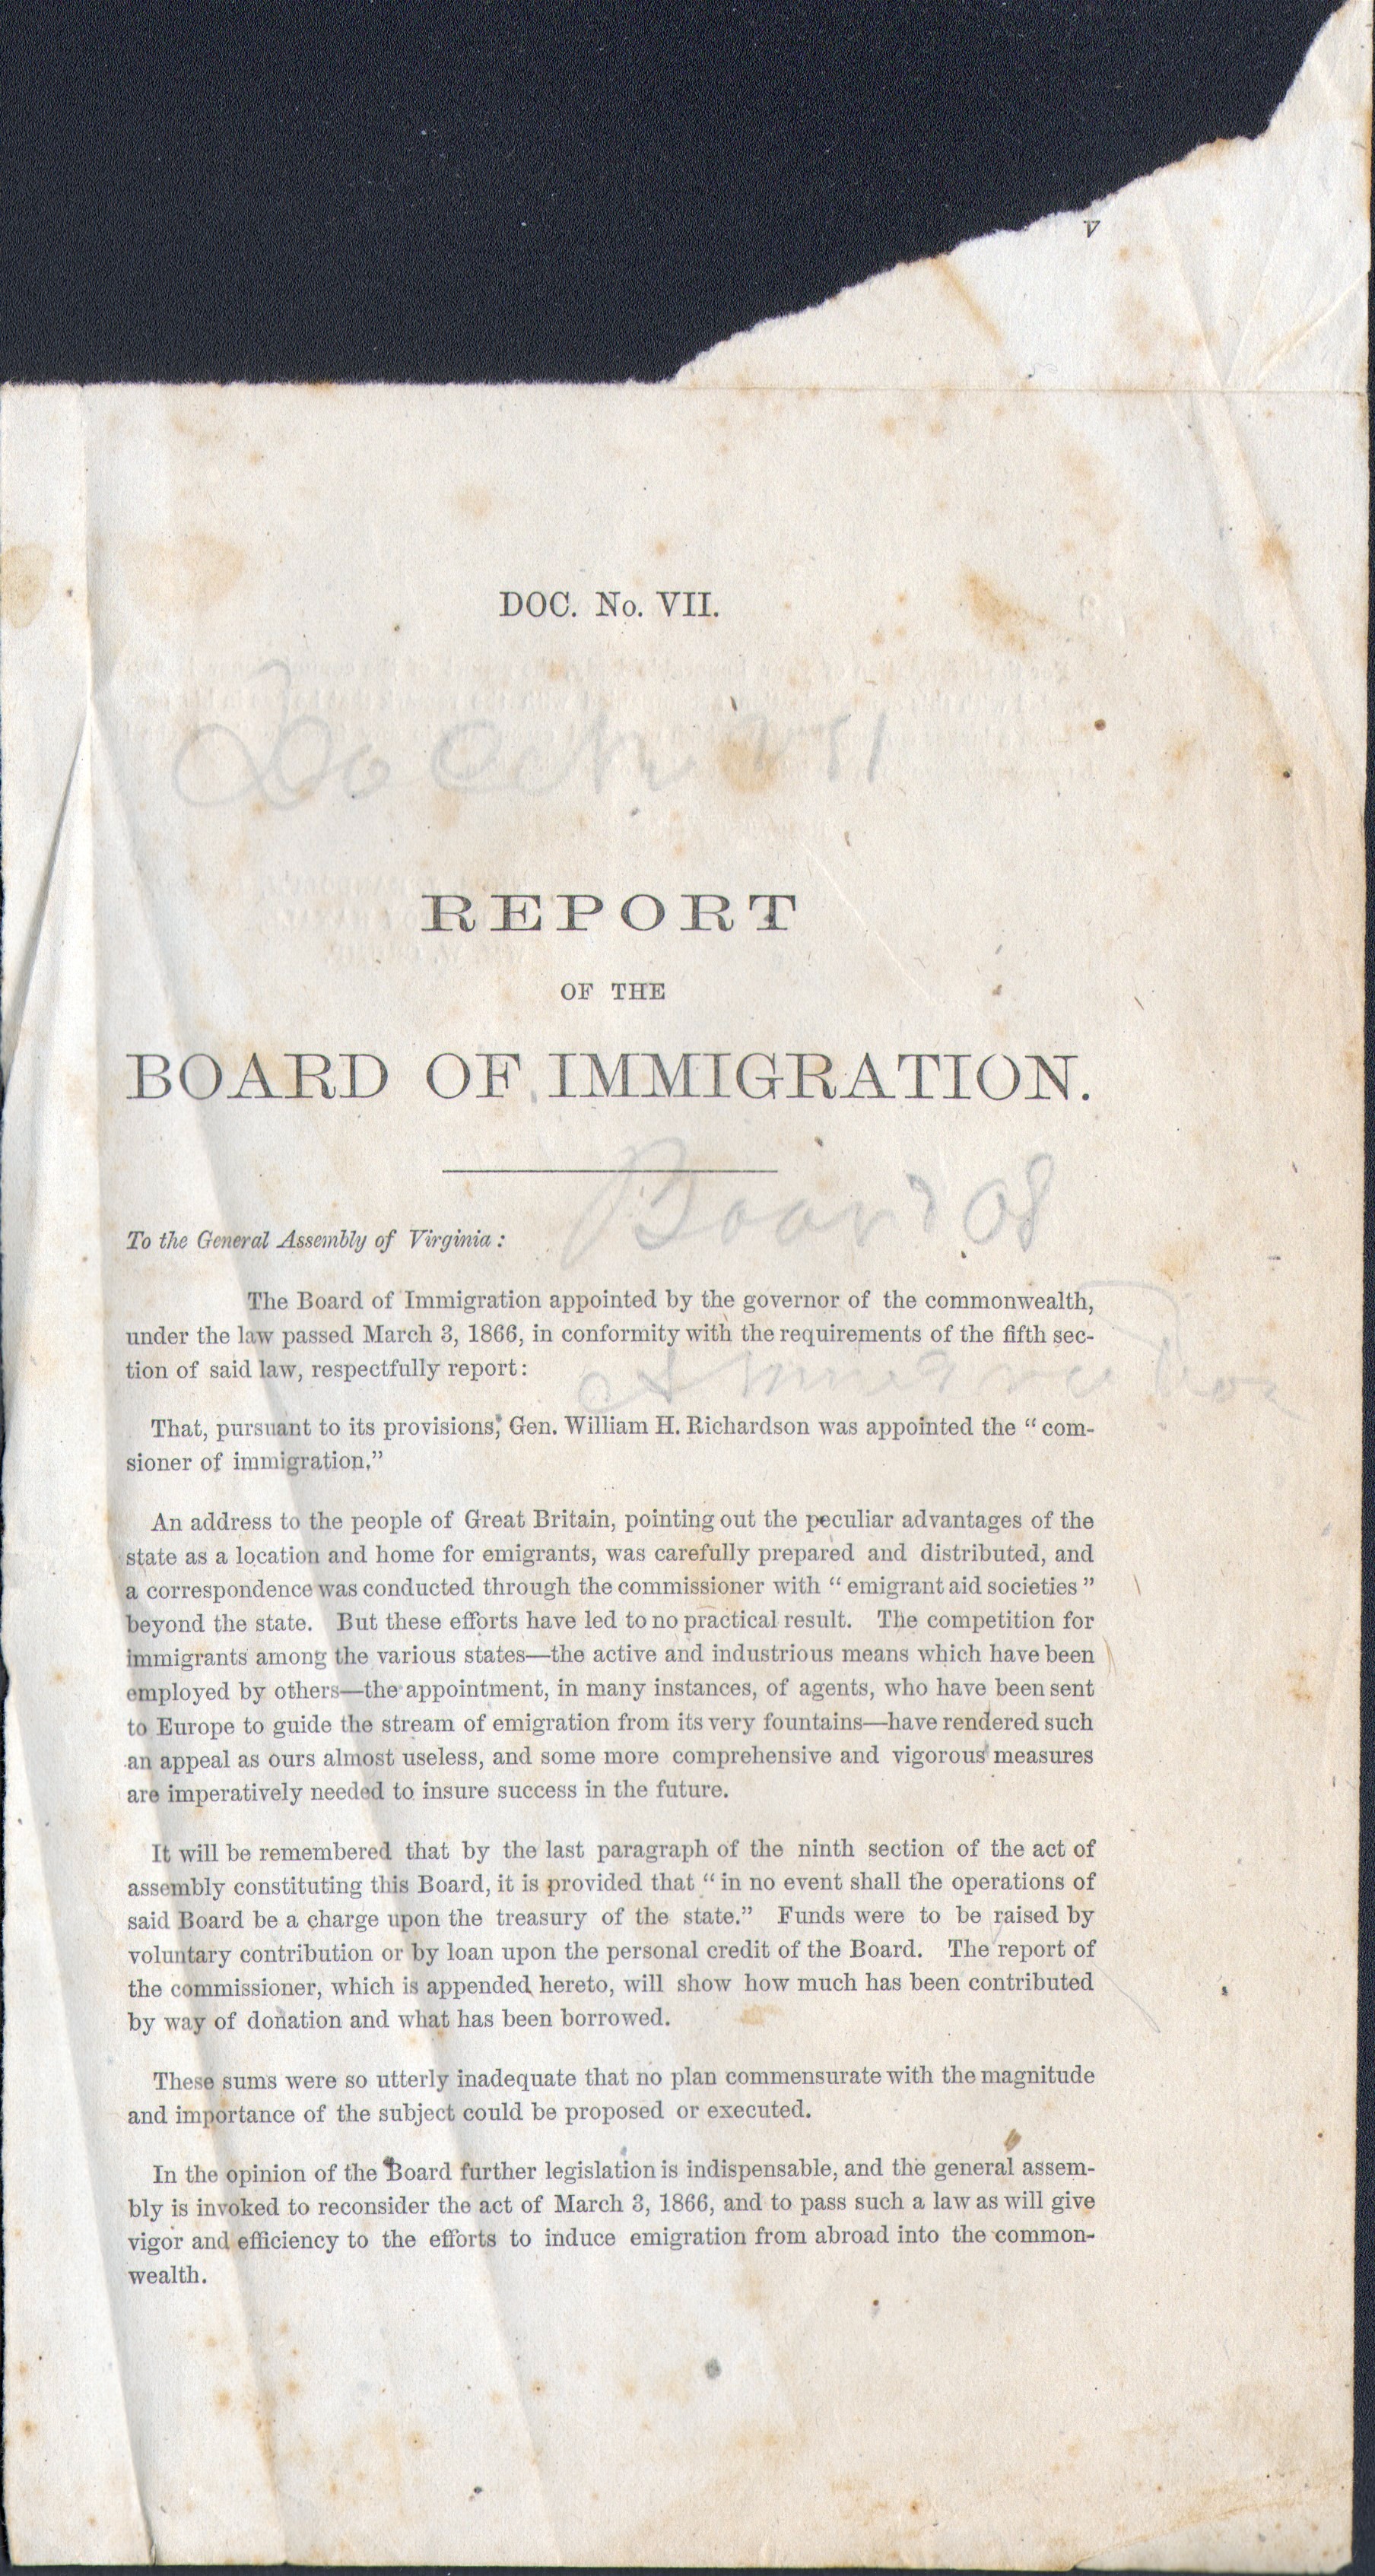 V
DOC. No. VII.
REPORT
OF THE
BOARD OF IMMIGRATION.
Board of
To the General Assembly of Virginia:
The Board of Immigration appointed by the governor of the commonwealth,
under the law passed March 3, 1866, in conformity with the requirements of the fifth sec-
tion of said law, respectfully report:
That, pursuant to its provisions, Gen. William H. Richardson was appointed the “com-
sioner of immigration.”
An address to the people of Great Britain, pointing out the peculiar advantages of the
state as a location and home for emigrants, was carefully prepared and distributed, and
a correspondence was conducted through the commissioner with “emigrant aid societies”
beyond the state. But these efforts have led to no practical result. The competition for
immigrants among the various states—the active and industrious means which have been
employed by others—the appointment, in many instances, of agents, who have been sent
to Europe to guide the stream of emigration from its very fountains—have rendered such
an appeal as ours almost useless, and some more comprehensive and vigorous measures
are imperatively needed to insure success in the future.
It will be remembered that by the last paragraph of the ninth section of the act of
assembly constituting this Board, it is provided that “in no event shall the operations of
said Board be a charge upon the treasury of the state.” Funds were to be raised by
voluntary contribution or by loan upon the personal credit of the Board. The report of
the commissioner, which is appended hereto, will show how much has been contributed
by way of donation and what has been borrowed.
These sums were so utterly inadequate that no plan commensurate with the magnitude
and importance of the subject could be proposed or executed.
In the opinion of the Board further legislation is indispensable, and the general assem-
bly is invoked to reconsider the act of March 3, 1866, and to pass such a law as will give
vigor and efficiency to the efforts to induce emigration from abroad into the common-
wealth.